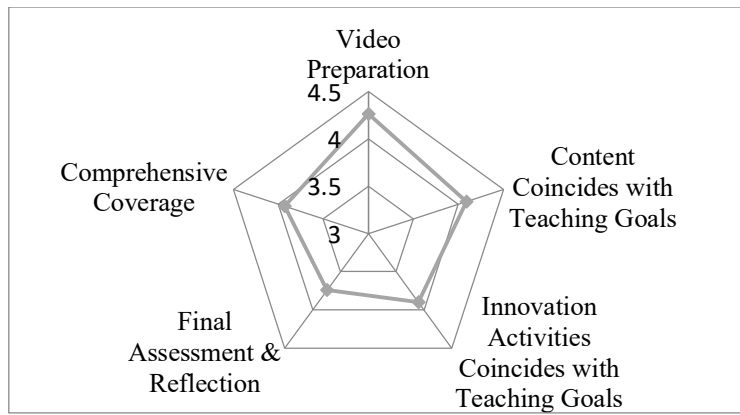 Video
Preparation
4.5
4
3.5
3
Content
Coincides with
Teaching Goals
Innovation
Activities
Coincides with
Teaching Goals
Final
Assessment &
Reflection
Comprehensive
Coverage